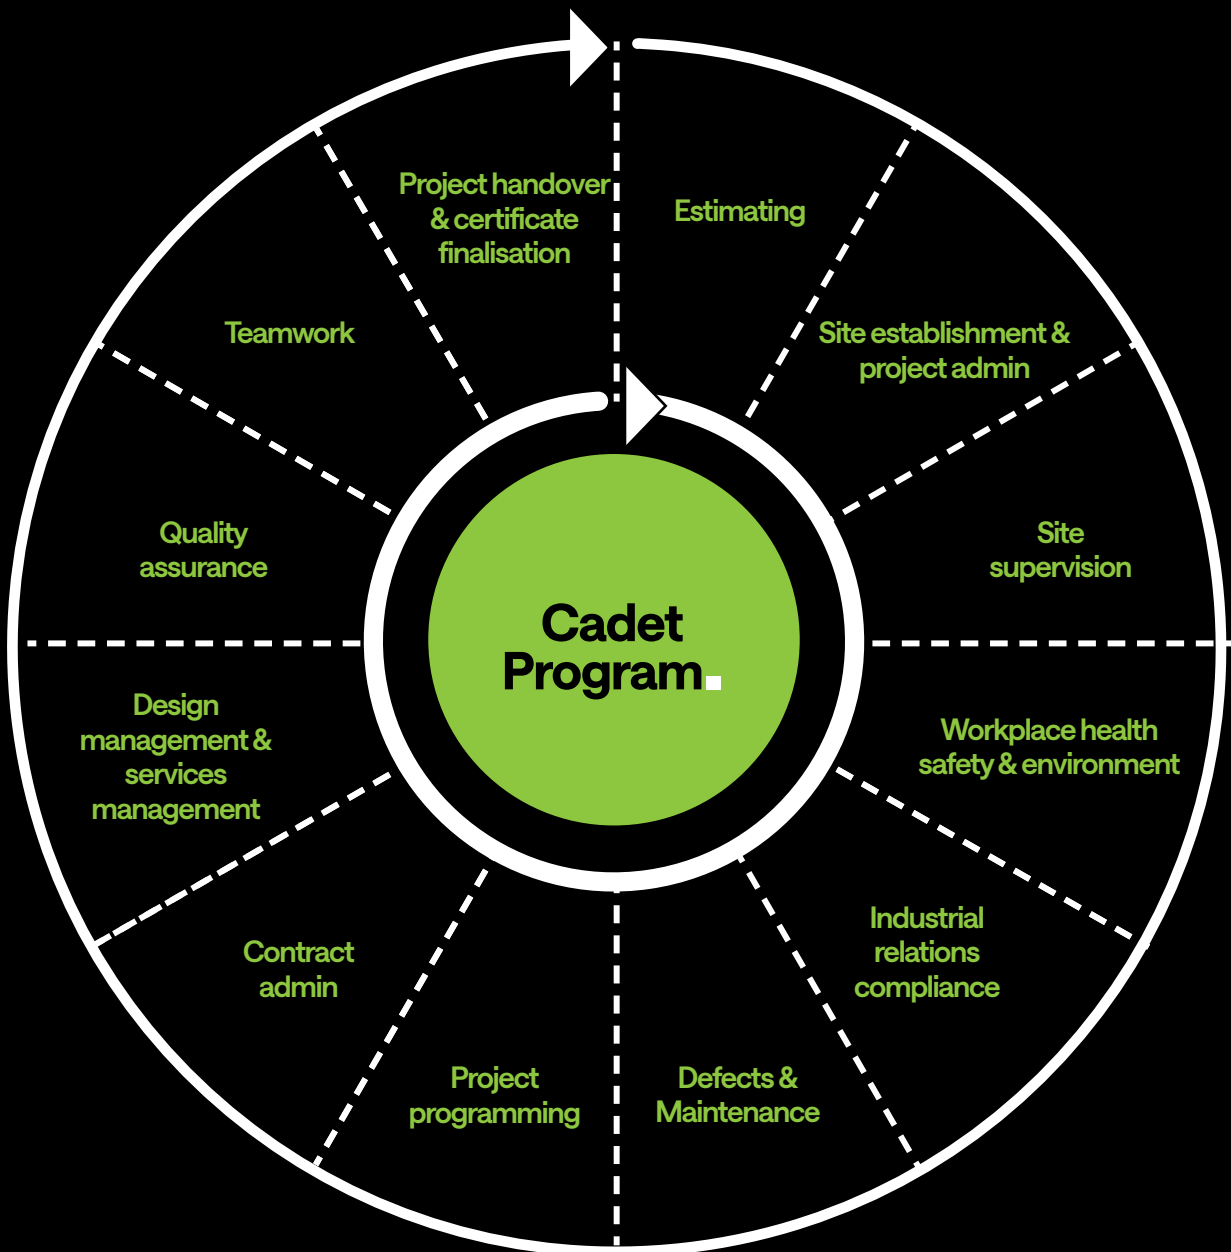 Project handover
& certificate
finalisation
Estimating
Site establishment &
project admin
Site
supervision
Workplace health
safety & environment
Industrial
relations
compliance
Defects &
Maintenance
Project
programming
Contract
admin
Design
management &
services
management
Quality
assurance
Teamwork
Cadet
Program.